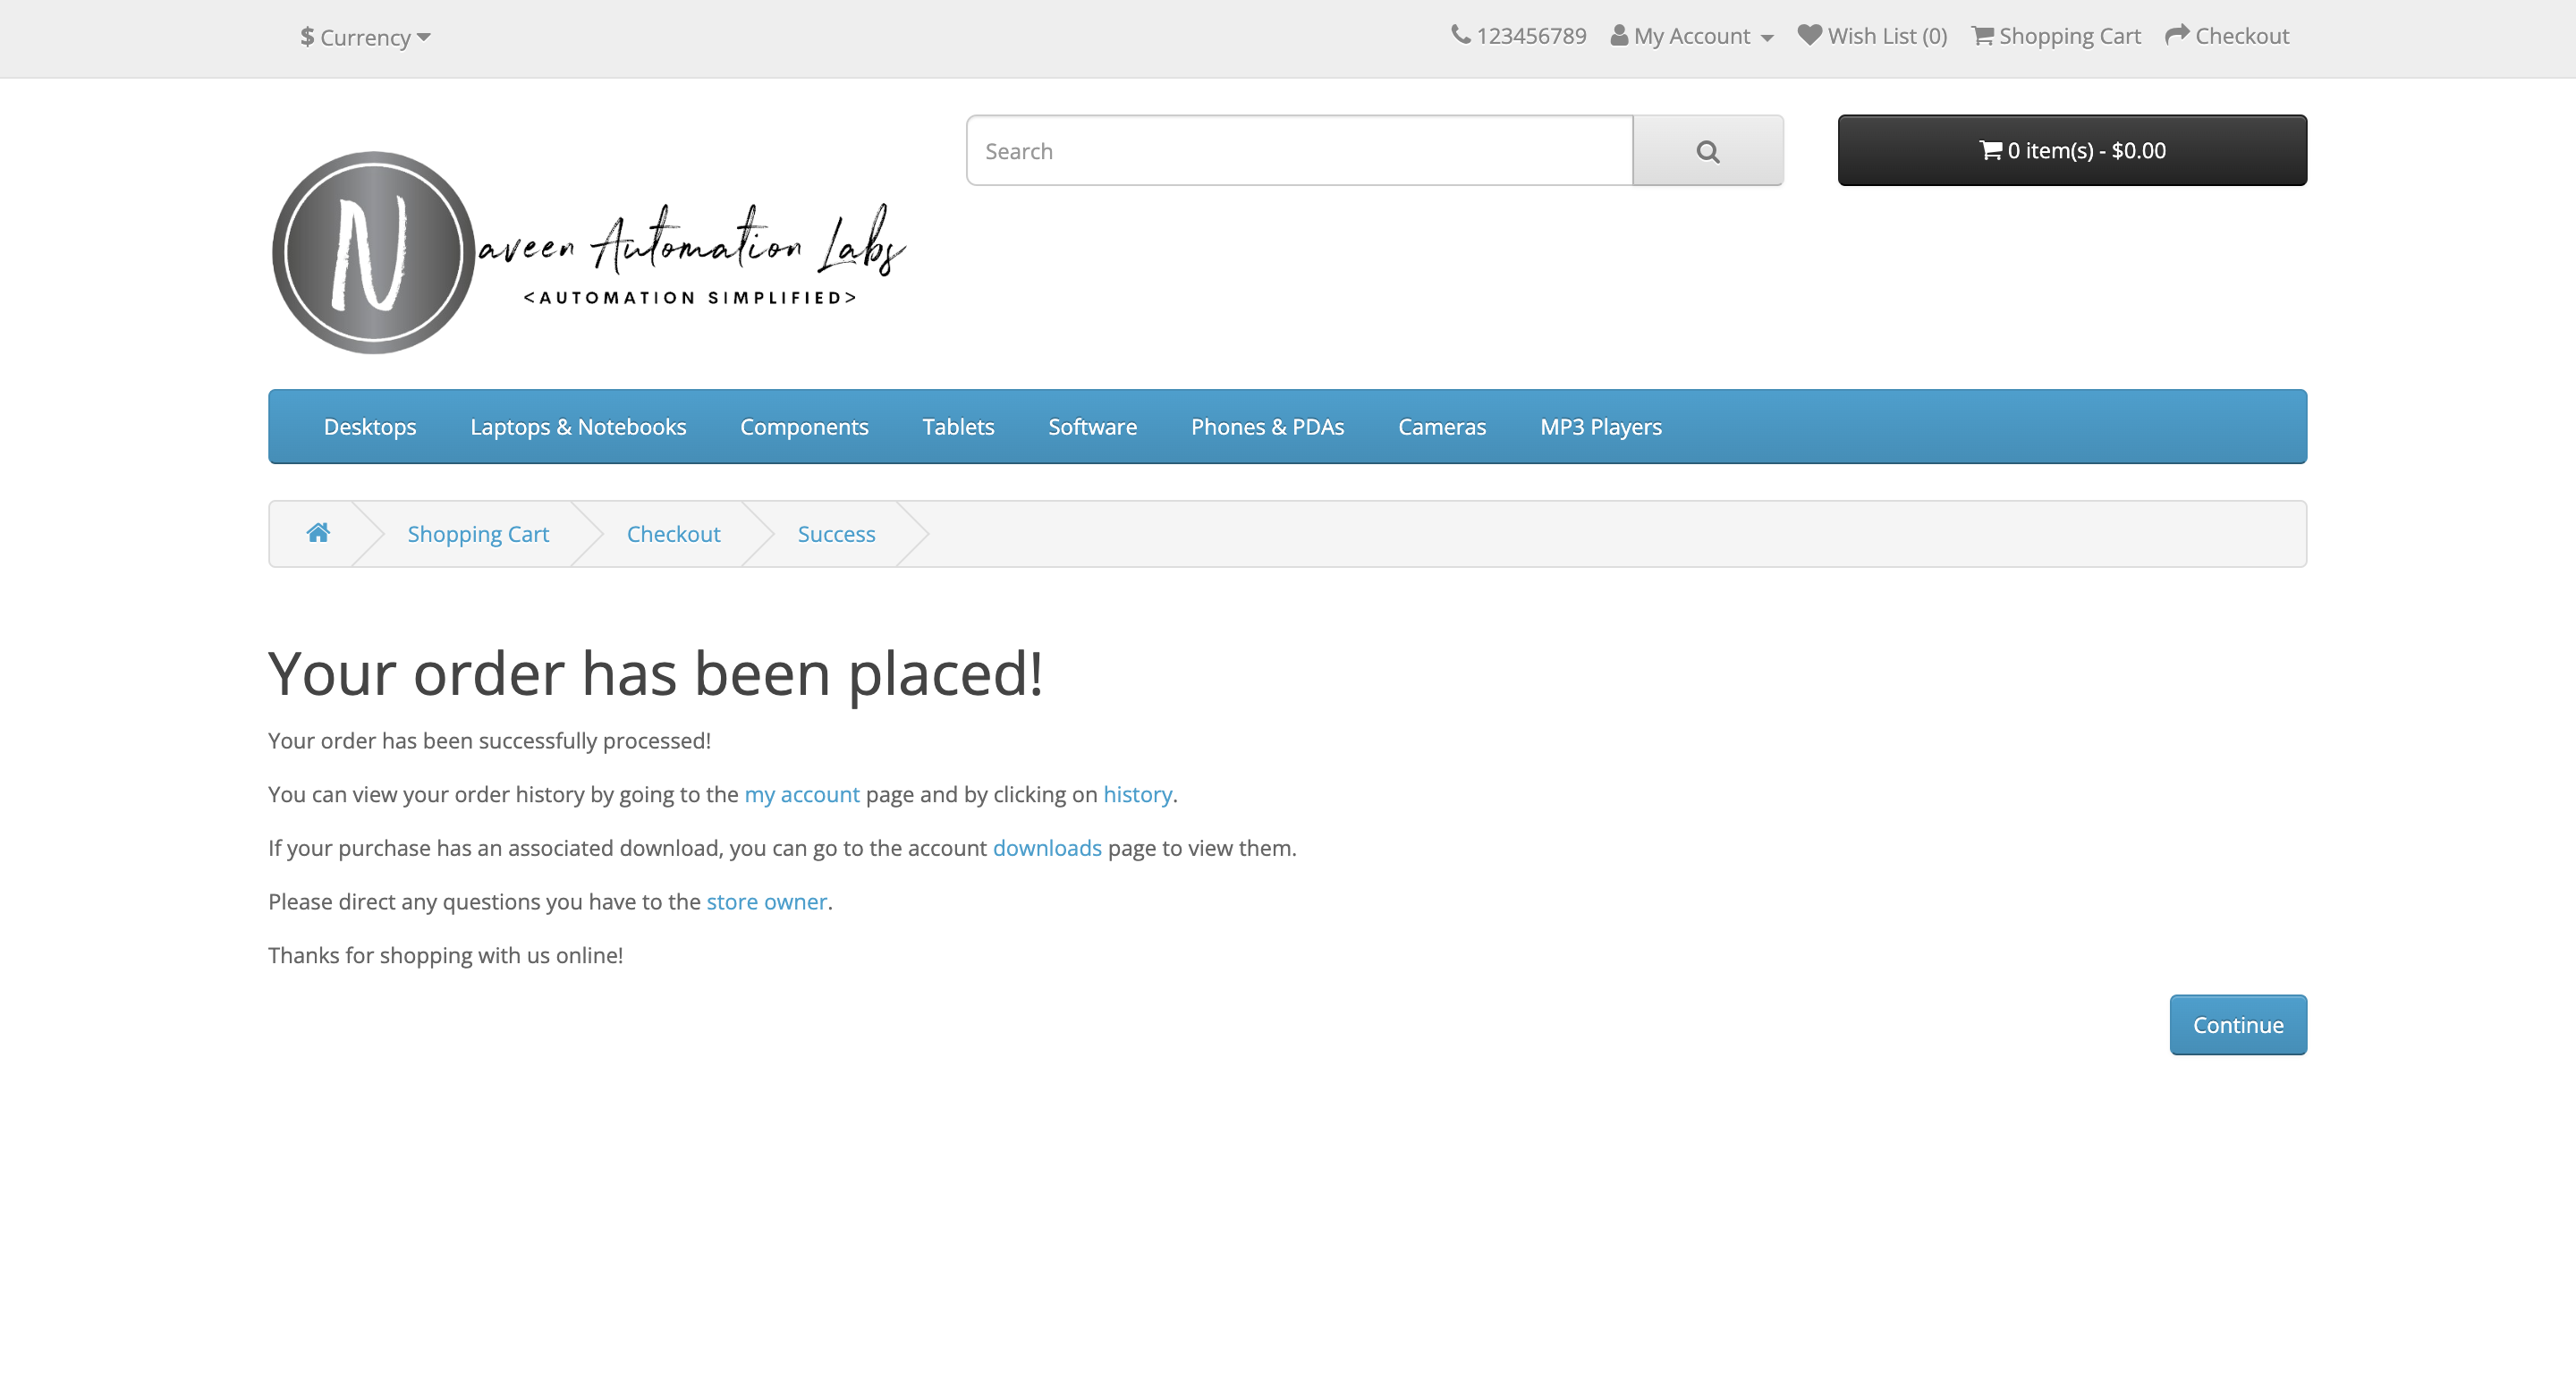 $ Currency
123456789 My Account Wish List (0) Shopping Cart Checkout
Search
0 item(s) - $0.00
Naveen Automation Labs
<AUTOMATION SIMPLIFIED>
Desktops Laptops & Notebooks Components Tablets Software Phones & PDAs Cameras MP3 Players
Shopping Cart Checkout Success
Your order has been placed!
Your order has been successfully processed!
You can view your order history by going to the my account page and by clicking on history.
If your purchase has an associated download, you can go to the account downloads page to view them.
Please direct any questions you have to the store owner.
Thanks for shopping with us online!
Continue